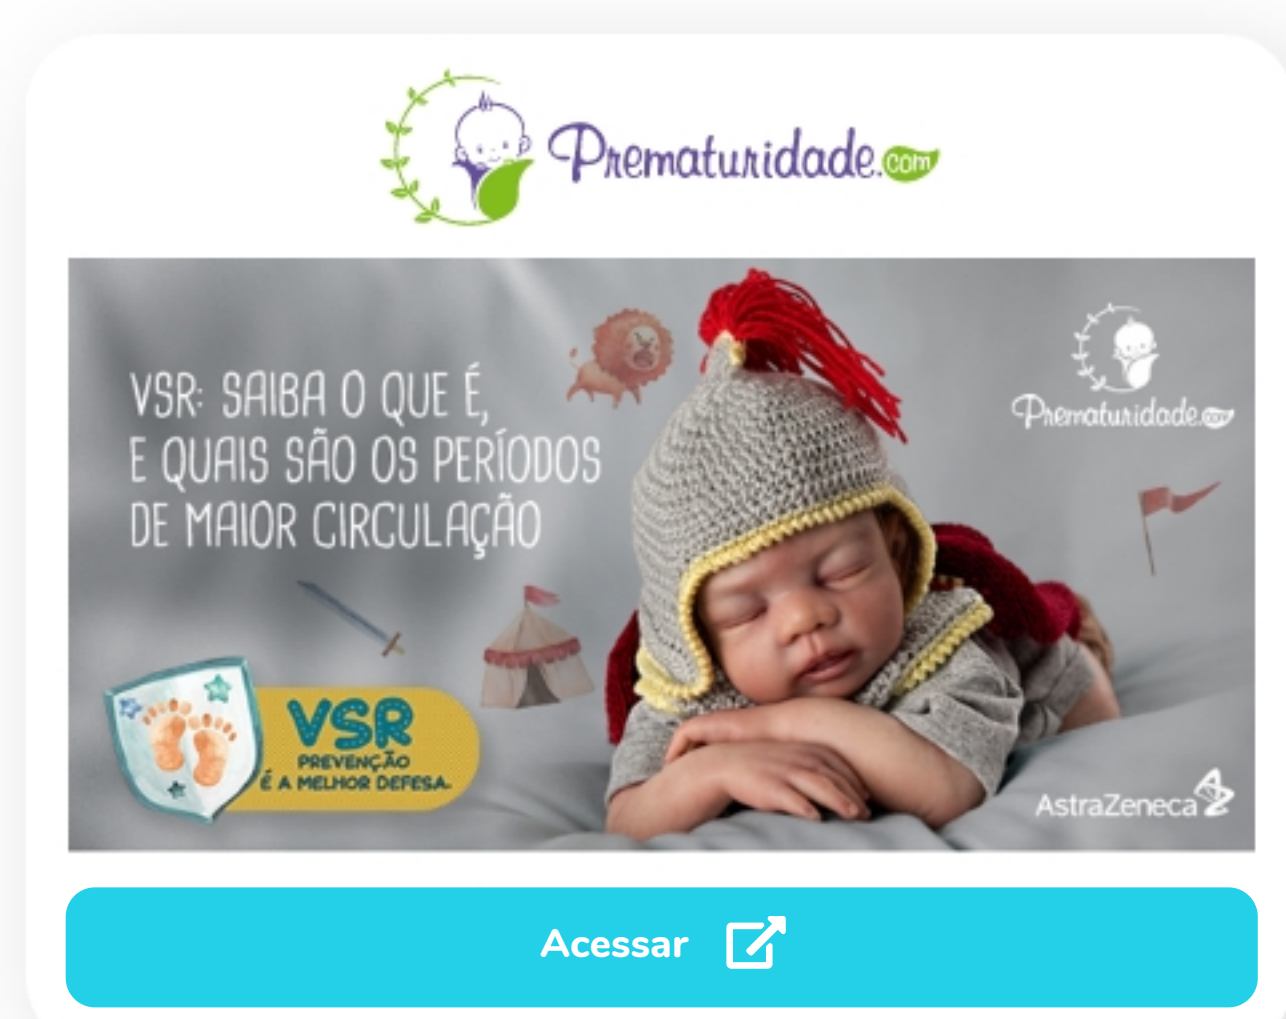 Prematuridade.com
VSR: SAIBA O QUE É,
E QUAIS SÃO OS PERÍODOS
DE MAIOR CIRCULAÇÃO
Prematuridade.com
VSR
PREVENÇÃO
É A MELHOR DEFESA.
AstraZeneca
Acessar